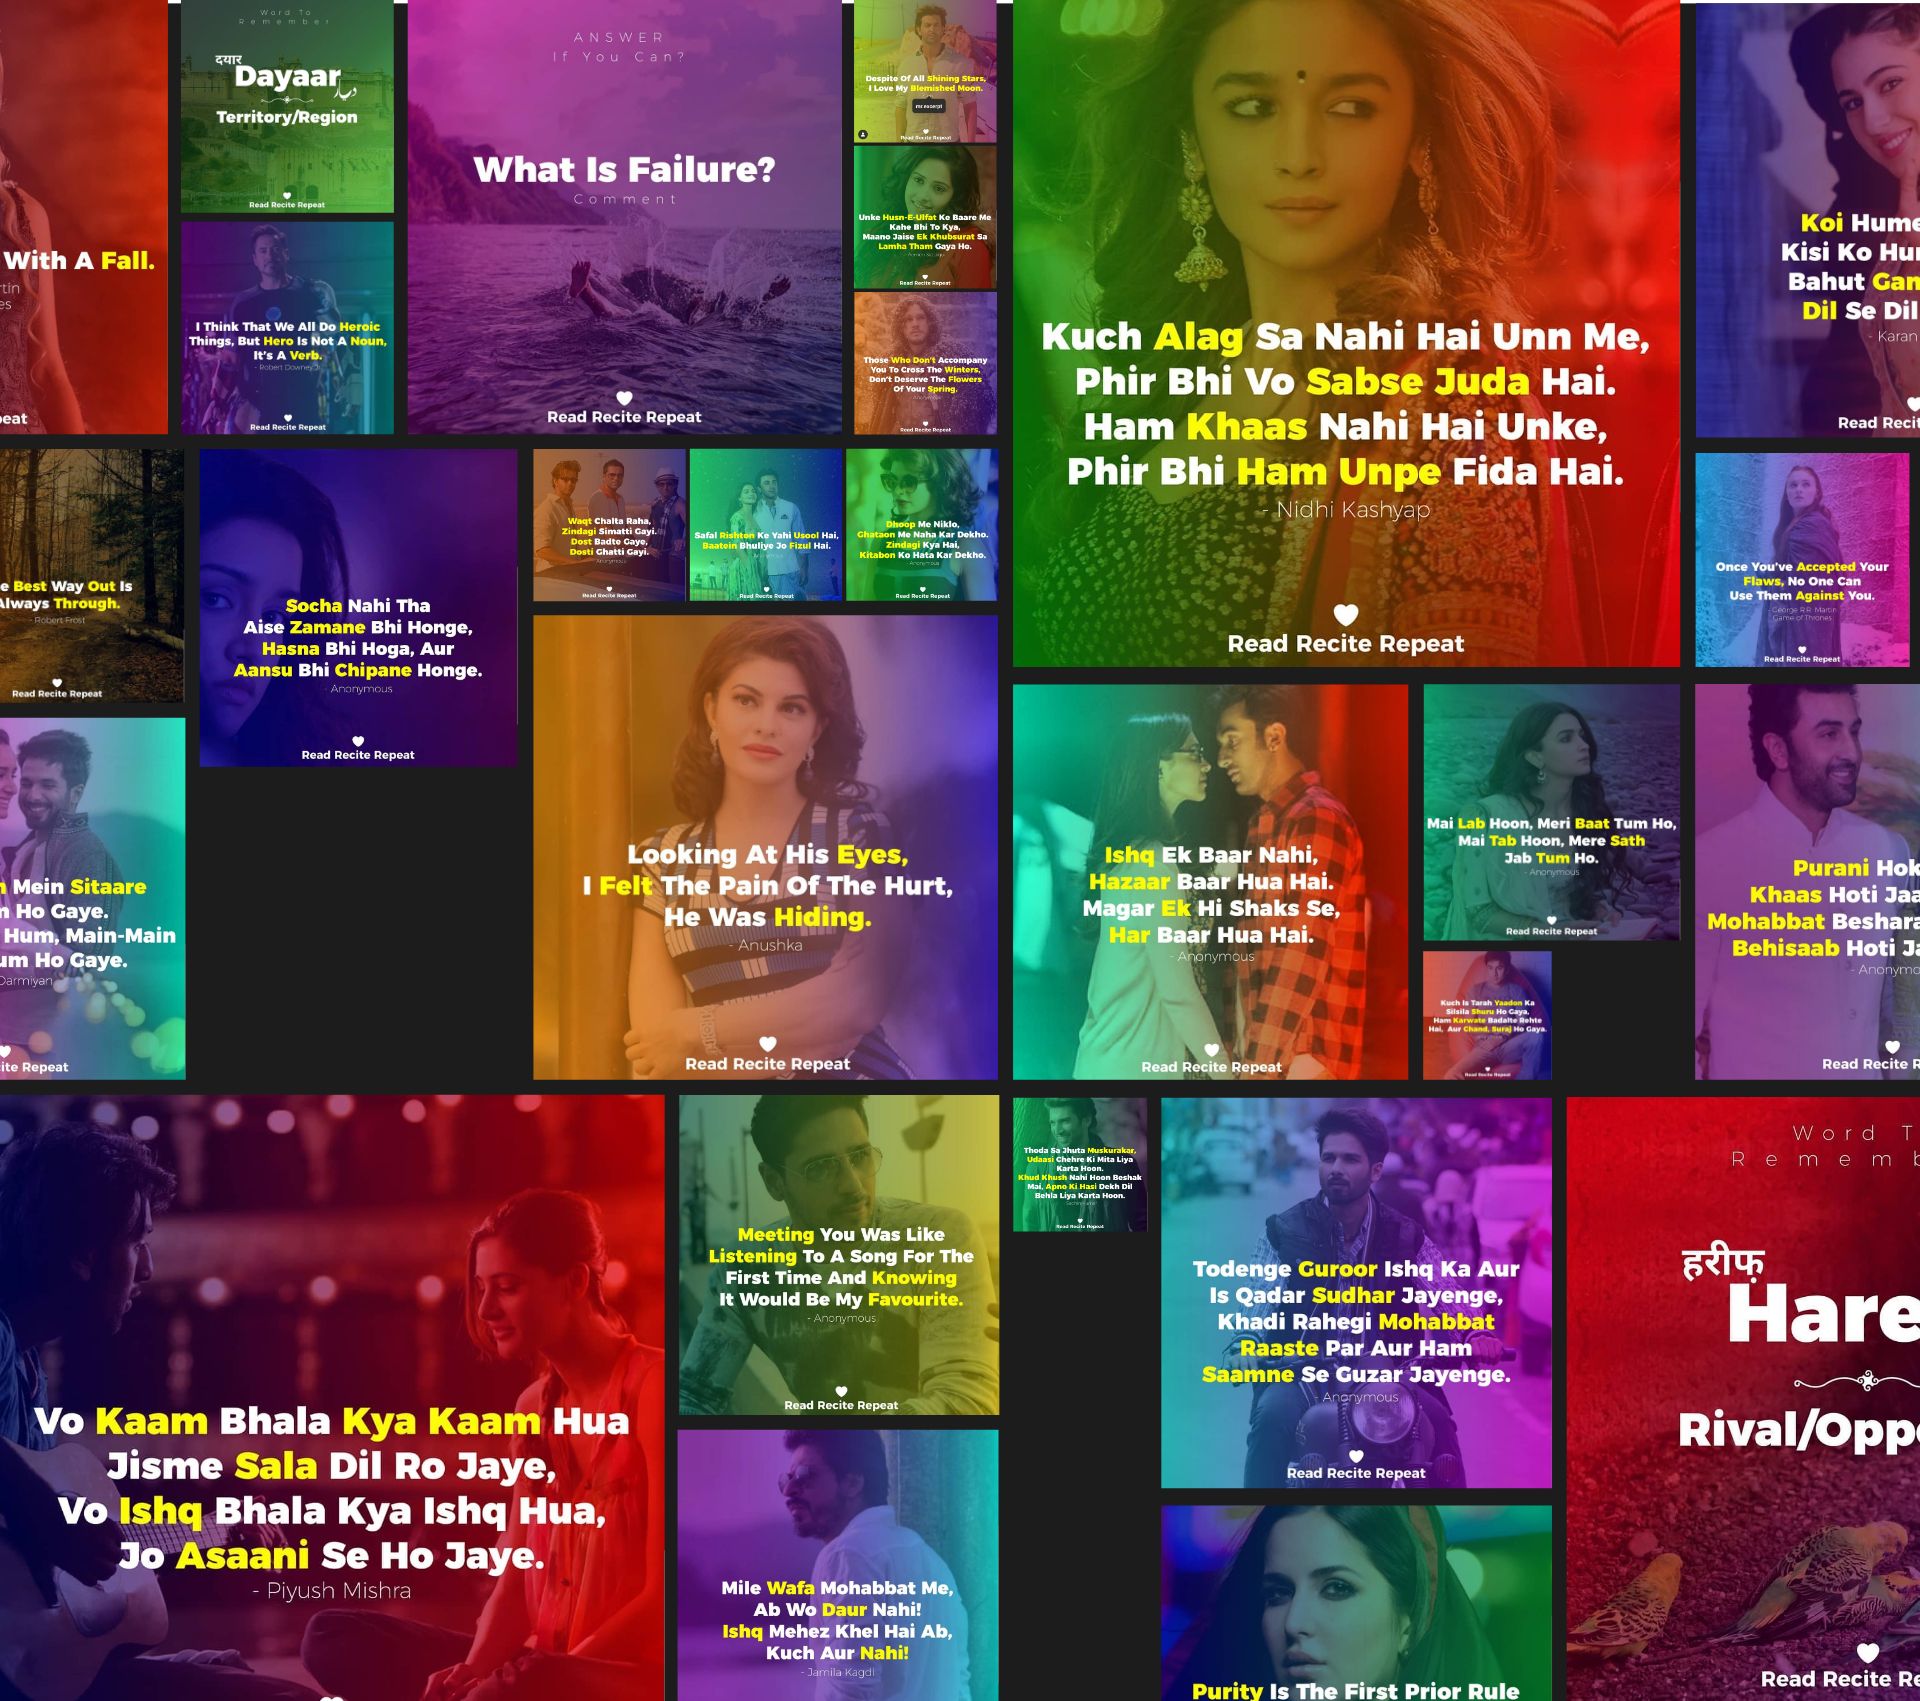 With A Fall.
Word To
Remember
दयार
Dayaar
دیار
Territory/Region
Read Recite Repeat
I Think That We All Do Heroic
Things, But Hero Is Not A Noun,
It's A Verb.
- Robert Downey Jr.
Read Recite Repeat
ANSWER
If You Can?
What Is Failure?
Comment
Read Recite Repeat
Despite Of All Shining Stars,
I Love My Blemished Moon.
mr.excerpt
Read Recite Repeat
Unke Husn-E-Ulfat Ke Baare Me
Kahe Bhi To Kya,
Maano Jaise Ek Khubsurat Sa
Lamha Tham Gaya Ho.
Read Recite Repeat
Those Who Don't Accompany
You To Cross The Winters,
Don't Deserve The Flowers
Of Your Spring.
- Anonymous
Read Recite Repeat
Kuch Alag Sa Nahi Hai Unn Me,
Phir Bhi Vo Sabse Juda Hai.
Ham Khaas Nahi Hai Unke,
Phir Bhi Ham Unpe Fida Hai.
- Nidhi Kashyap
Read Recite Repeat
Koi Hume
Kisi Ko Hu
Bahut Gam
Dil Se Dil
- Karan
Read Reci
Best Way Out Is
Always Through.
- Robert Frost
Read Recite Repeat
Socha Nahi Tha
Aise Zamane Bhi Honge,
Hasna Bhi Hoga, Aur
Aansu Bhi Chipane Honge.
- Anonymous
Read Recite Repeat
Waqt Chalta Raha,
Zindagi Simatti Gayi.
Dost Badte Gaye,
Dosti Ghatti Gayi.
- Anonymous
Read Recite Repeat
Safal Rishton Ke Yahi Usool Hai,
Baatein Bhuliye Jo Fizul Hai.
- Anonymous
Read Recite Repeat
Dhoop Me Niklo,
Ghataon Me Naha Kar Dekho.
Zindagi Kya Hai,
Kitabon Ko Hata Kar Dekho.
- Anonymous
Read Recite Repeat
Once You've Accepted Your
Flaws, No One Can
Use Them Against You.
- George R.R. Martin
Game of Thrones
Read Recite Repeat
Mein Sitaare
Ho Gaye.
Hum, Main-Main
um Ho Gaye.
Darmiyan
cite Repeat
Looking At His Eyes,
I Felt The Pain Of The Hurt,
He Was Hiding.
- Anushka
Read Recite Repeat
Ishq Ek Baar Nahi,
Hazaar Baar Hua Hai.
Magar Ek Hi Shaks Se,
Har Baar Hua Hai.
- Anonymous
Read Recite Repeat
Mai Lab Hoon, Meri Baat Tum Ho,
Mai Tab Hoon, Mere Sath
Jab Tum Ho.
- Anonymous
Read Recite Repeat
Kuch Is Tarah Yaadon Ka
Silsila Shuru Ho Gaya,
Ham Karwate Badalte Rehte
Hai, Aur Chand, Suraj Ho Gaya.
Read Recite Repeat
Purani Hok
Khaas Hoti Jaa
Mohabbat Beshara
Behisaab Hoti Ja
- Anonymo
Read Recite R
Vo Kaam Bhala Kya Kaam Hua
Jisme Sala Dil Ro Jaye,
Vo Ishq Bhala Kya Ishq Hua,
Jo Asaani Se Ho Jaye.
- Piyush Mishra
Meeting You Was Like
Listening To A Song For The
First Time And Knowing
It Would Be My Favourite.
- Anonymous
Read Recite Repeat
Mile Wafa Mohabbat Me,
Ab Wo Daur Nahi!
Ishq Mehez Khel Hai Ab,
Kuch Aur Nahi!
- Jamila Kagdi
Thoda Sa Jhuta Muskurakar,
Udaasi Chehre Ki Mita Liya
Karta Hoon.
Khud Khush Nahi Hoon Beshak
Mai, Apno Ki Hasi Dekh Dil
Behla Liya Karta Hoon.
Read Recite Repeat
Todenge Guroor Ishq Ka Aur
Is Qadar Sudhar Jayenge,
Khadi Rahegi Mohabbat
Raaste Par Aur Ham
Saamne Se Guzar Jayenge.
- Anonymous
Read Recite Repeat
Purity Is The First Prior Rule
Word T
Rememb
हरीफ़
Hare
Rival/Oppo
Read Recite Re